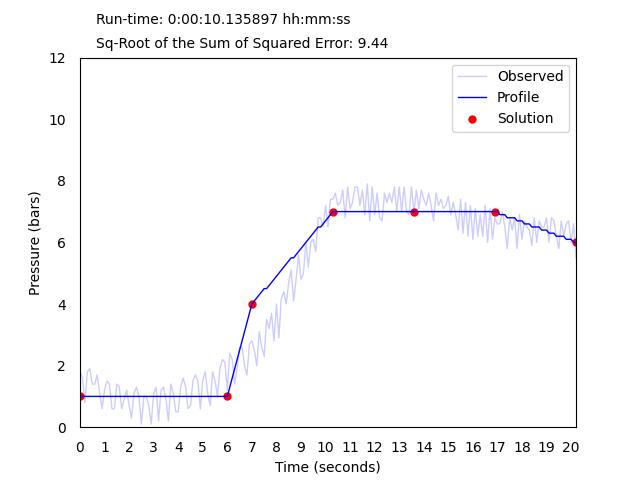 Run-time: 0:00:10.135897 hh:mm:ss
Sq-Root of the Sum of Squared Error: 9.44
12
10
8
6
4
2
0
Pressure (bars)
Observed
Profile
Solution
0 1 2 3 4 5 6 7 8 9 10 11 12 13 14 15 16 17 18 19 20
Time (seconds)